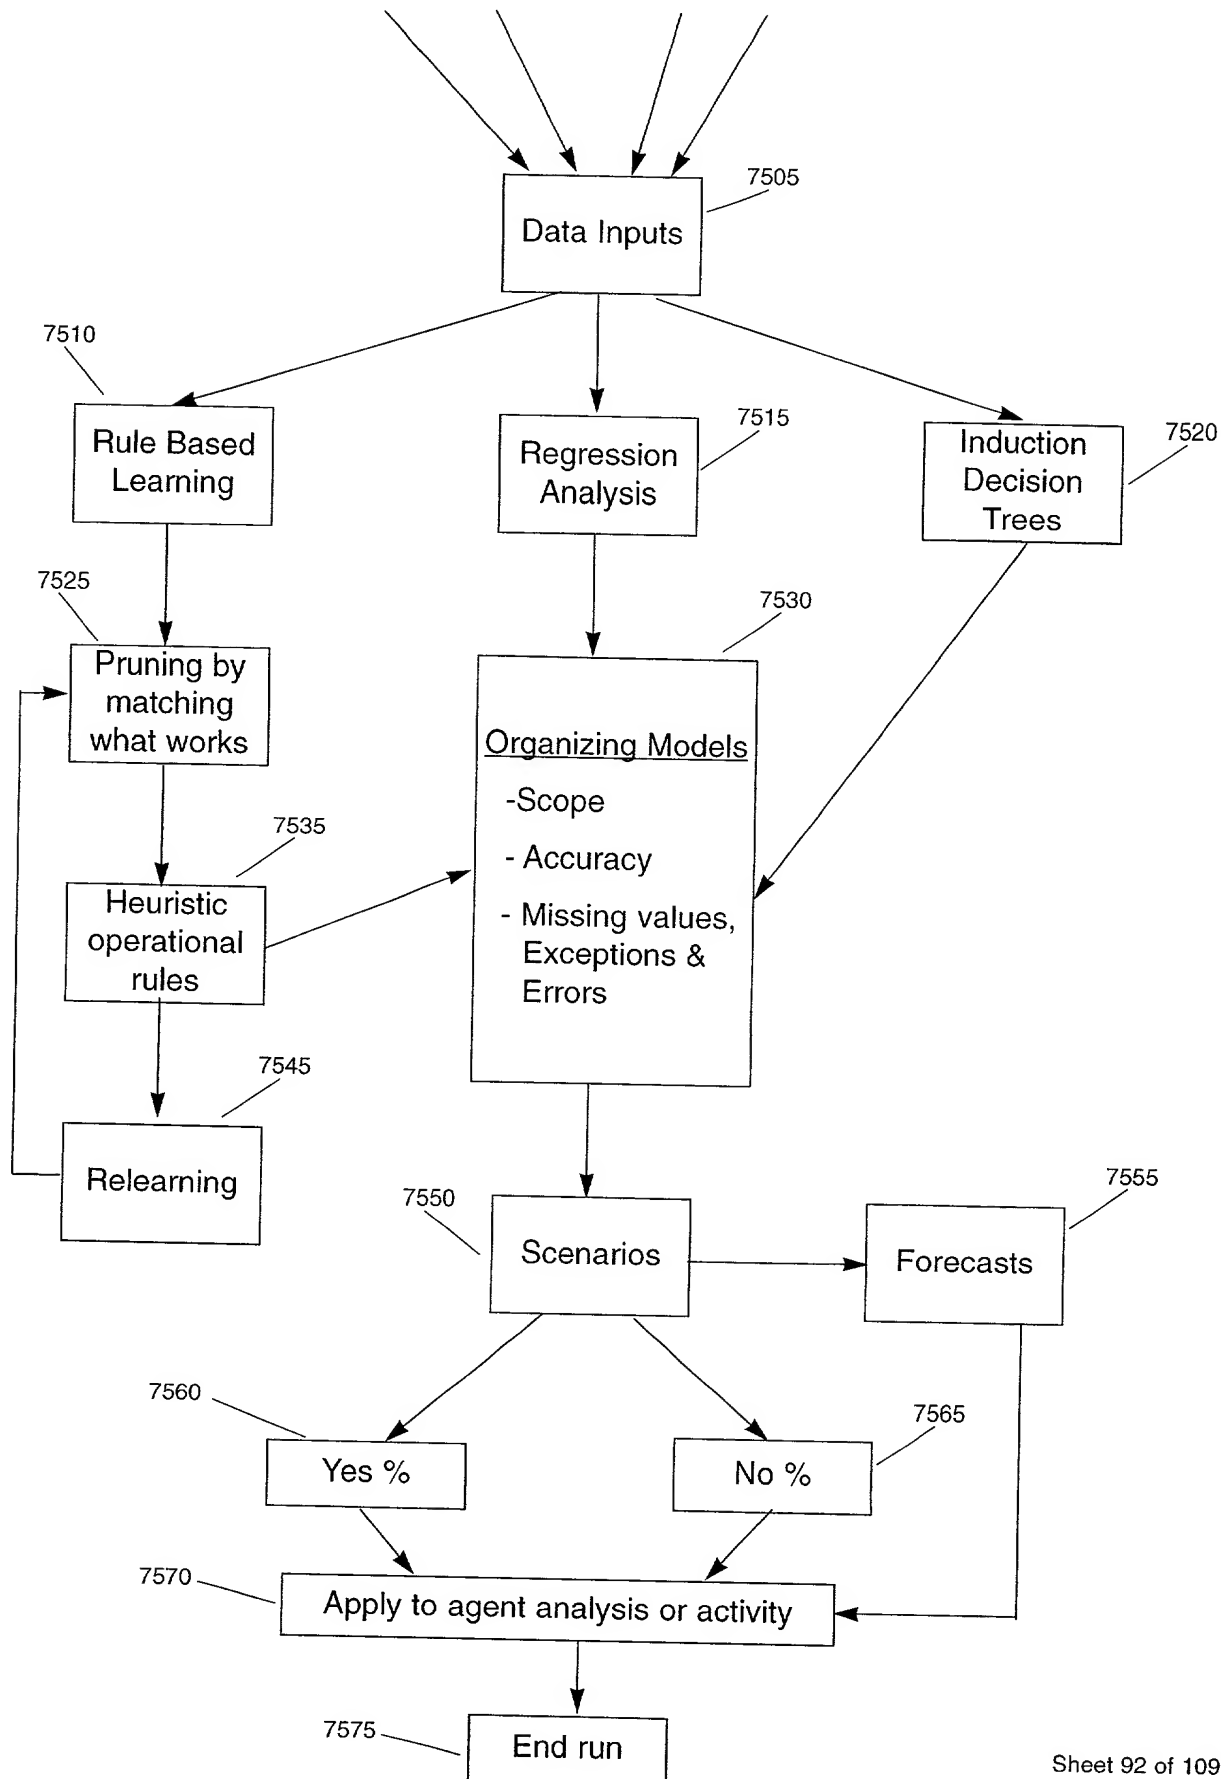 7505
Data Inputs
7510
Rule Based
Learning
7515
Regression
Analysis
7520
Induction
Decision
Trees
7525
Pruning by
matching
what works
7530
Organizing Models
-Scope
- Accuracy
- Missing values,
Exceptions &
Errors
7535
Heuristic
operational
rules
7545
Relearning
7550
Scenarios
7555
Forecasts
7560
Yes %
7565
No %
7570
Apply to agent analysis or activity
7575
End run
Sheet 92 of 109